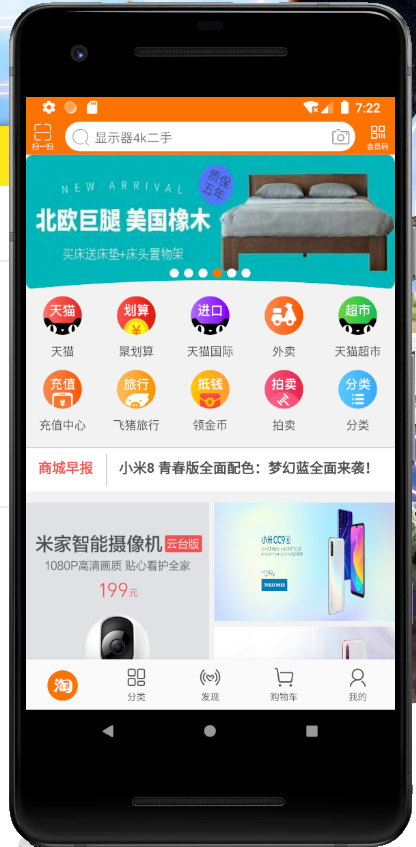 7:22
扫一扫
显示器4k二手
会员码
NEW ARRIVAL
质保
五年
北欧巨腿 美国橡木
买床送床垫+床头置物架
天猫
划算
进口
超市
天猫
聚划算
天猫国际
外卖
天猫超市
充值
旅行
抵钱
拍卖
分类
充值中心
飞猪旅行
领金币
拍卖
分类
商城早报
小米8 青春版全面配色：梦幻蓝全面来袭！
米家智能摄像机 云台版
1080P高清画质 贴心看护全家
199元
小米CC9
淘
分类
发现
购物车
我的